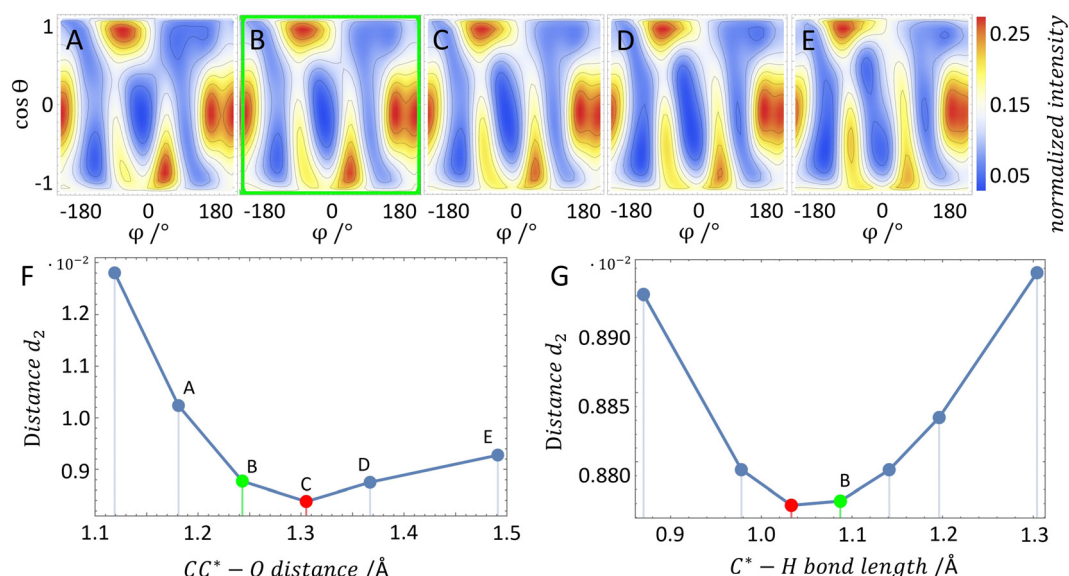 A B C D E
1
0
-1
cos Θ
-180 0 180 -180 0 180 -180 0 180 -180 0 180 -180 0 180
φ /° φ /° φ /° φ /° φ /°
0.25
0.15
0.05
normalized intensity
F
· 10⁻²
1.2
1.1
1.0
0.9
Distance d₂
A
B
C
D
E
1.1 1.2 1.3 1.4 1.5
CC* − O distance /Å
G
· 10⁻²
0.890
0.885
0.880
Distance d₂
B
0.9 1.0 1.1 1.2 1.3
C* − H bond length /Å